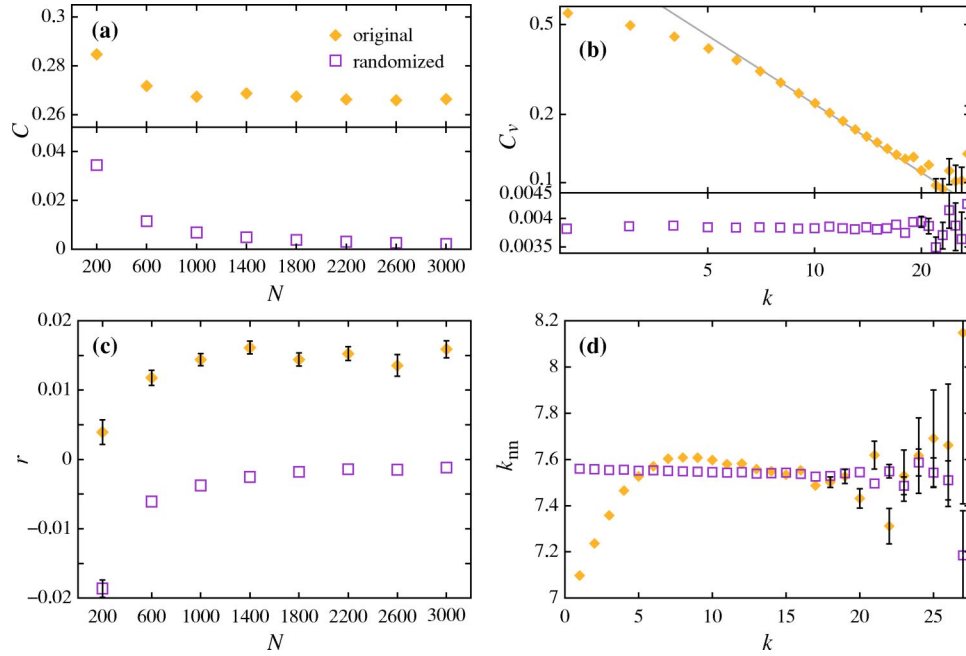 (a)
original
randomized
0.3
0.28
0.26
0.04
0.02
0
C
200 600 1000 1400 1800 2200 2600 3000
N
(b)
0.5
0.2
0.1
0.0045
0.004
0.0035
C_v
5 10 20
k
(c)
0.02
0.01
0
−0.01
−0.02
r
200 600 1000 1400 1800 2200 2600 3000
N
(d)
8.2
8
7.8
7.6
7.4
7.2
7
k_nn
0 5 10 15 20 25
k